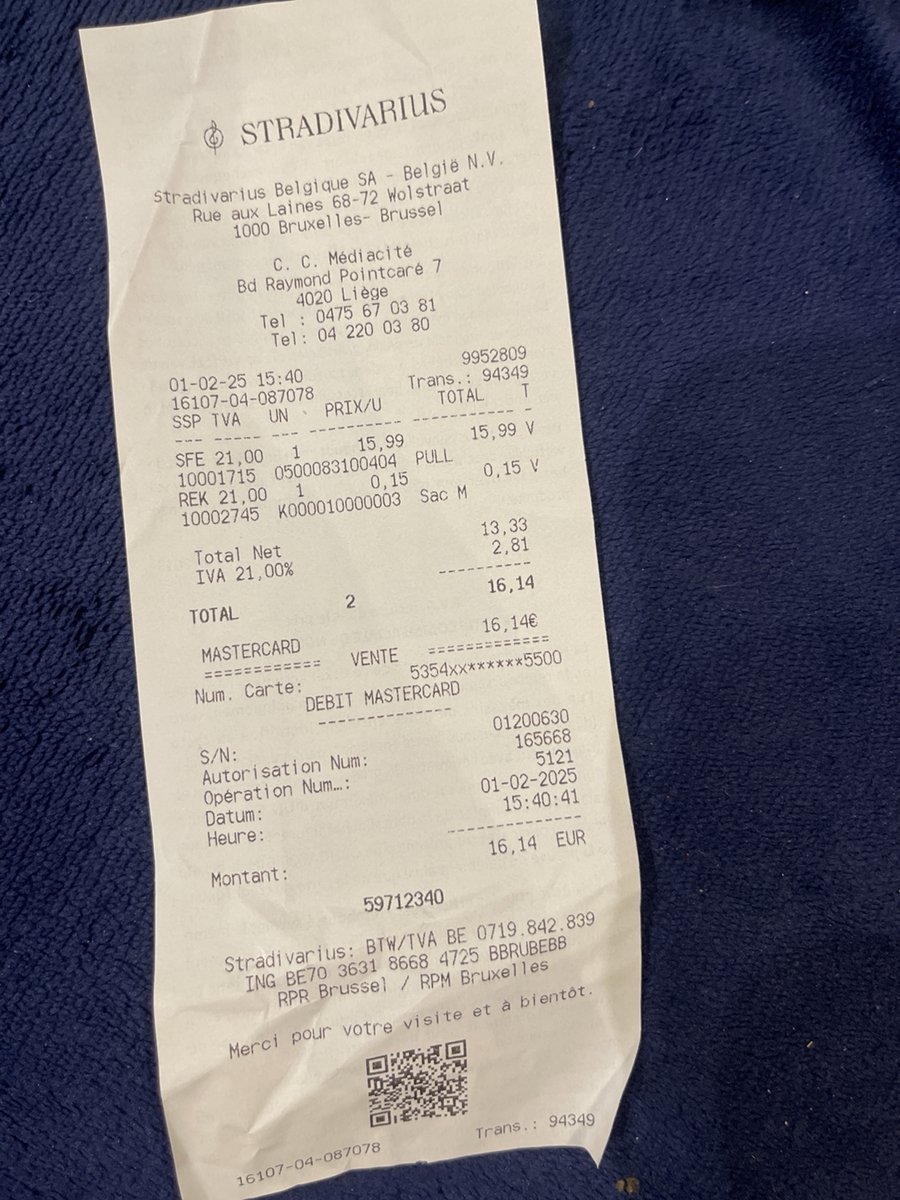 STRADIVARIUS
Stradivarius Belgique SA - België N.V.
Rue aux Laines 68-72 Wolstraat
1000 Bruxelles- Brussel
C. C. Médiacité
Bd Raymond Pointcaré 7
4020 Liège
Tel : 0475 67 03 81
Tel: 04 220 03 80
9952809
01-02-25 15:40 Trans.: 94349
16107-04-087078
SSP TVA UN PRIX/U TOTAL T
--- ----- --- ---------- ----------- -
SFE 21,00 1 15,99 15,99 V
10001715 0500083100404 PULL
REK 21,00 1 0,15 0,15 V
10002745 K000010000003 Sac M
Total Net 13,33
IVA 21,00% 2,81
----------
TOTAL 2 16,14
MASTERCARD 16,14€
============ VENTE ============
Num. Carte: 5354xx******5500
DEBIT MASTERCARD
--------------
S/N: 01200630
Autorisation Num: 165668
Opération Num…: 5121
Datum: 01-02-2025
Heure: 15:40:41
--------------
Montant: 16,14 EUR
59712340
Stradivarius: BTW/TVA BE 0719.842.839
ING BE70 3631 8668 4725 BBRUBEBB
RPR Brussel / RPM Bruxelles
Merci pour votre visite et à bientôt.
16107-04-087078 Trans.: 94349